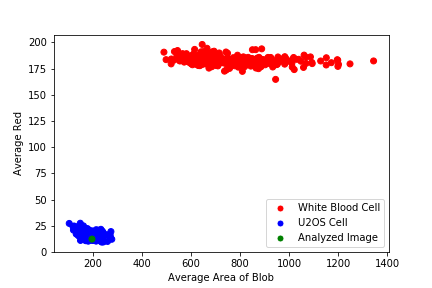 200
175
150
125
100
75
50
25
0
Average Red
White Blood Cell
U2OS Cell
Analyzed Image
200 400 600 800 1000 1200 1400
Average Area of Blob